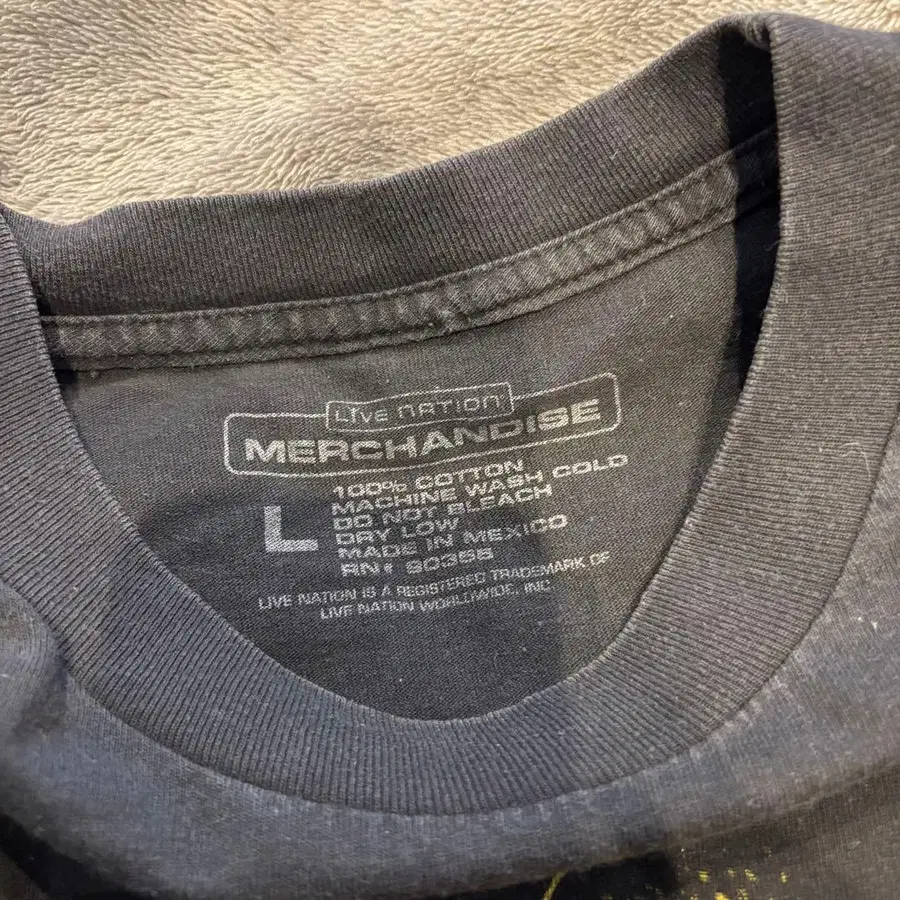 LIVE NATION
MERCHANDISE
L
100% COTTON
MACHINE WASH COLD
DO NOT BLEACH
DRY LOW
MADE IN MEXICO
RN# 90355
LIVE NATION IS A REGISTERED TRADEMARK OF
LIVE NATION WORLDWIDE, INC